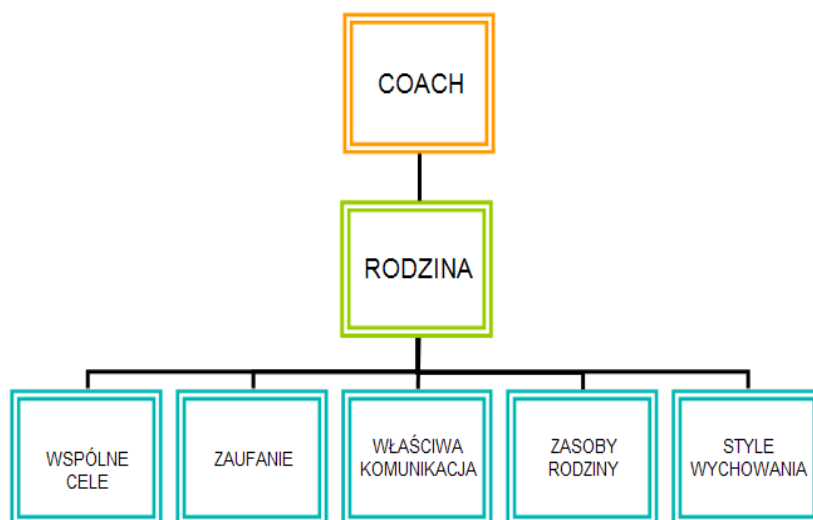 COACH
RODZINA
WSPÓLNE
CELE
ZAUFANIE
WŁAŚCIWA
KOMUNIKACJA
ZASOBY
RODZINY
STYLE
WYCHOWANIA